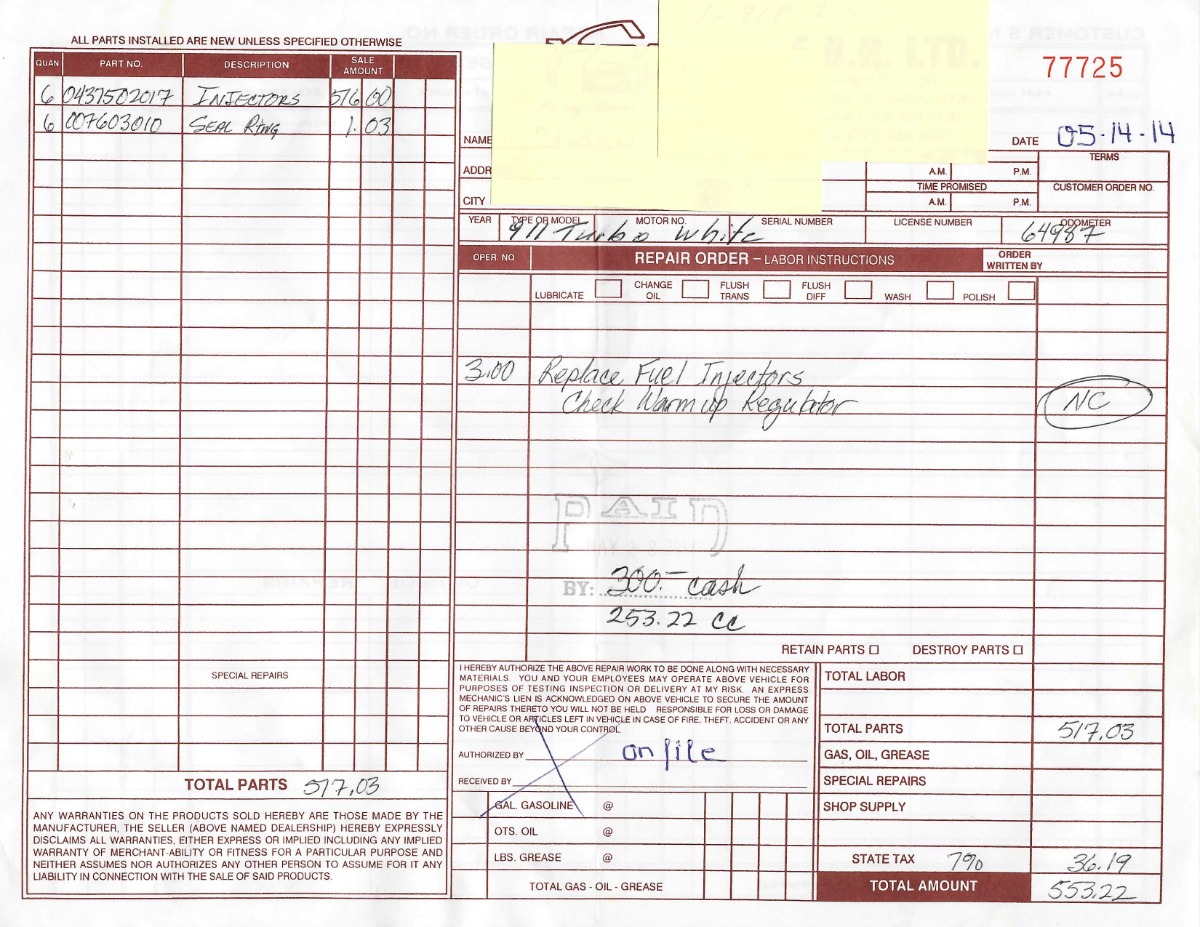 ALL PARTS INSTALLED ARE NEW UNLESS SPECIFIED OTHERWISE
QUAN PART NO. DESCRIPTION SALE AMOUNT
6 0437502017 INJECTORS 516 00
6 007603010 SEAL RING 1.03
SPECIAL REPAIRS
TOTAL PARTS 517.03
ANY WARRANTIES ON THE PRODUCTS SOLD HEREBY ARE THOSE MADE BY THE
MANUFACTURER. THE SELLER (ABOVE NAMED DEALERSHIP) HEREBY EXPRESSLY
DISCLAIMS ALL WARRANTIES, EITHER EXPRESS OR IMPLIED INCLUDING ANY IMPLIED
WARRANTY OF MERCHANT-ABILITY OR FITNESS FOR A PARTICULAR PURPOSE AND
NEITHER ASSUMES NOR AUTHORIZES ANY OTHER PERSON TO ASSUME FOR IT ANY
LIABILITY IN CONNECTION WITH THE SALE OF SAID PRODUCTS.
77725
NAME
DATE 05-14-14
ADDR
A.M. P.M.
TERMS
TIME PROMISED
CUSTOMER ORDER NO.
CITY
A.M. P.M.
YEAR TYPE OR MODEL MOTOR NO. SERIAL NUMBER LICENSE NUMBER ODOMETER
911 Turbo White 64987
OPER NO REPAIR ORDER – LABOR INSTRUCTIONS ORDER WRITTEN BY
LUBRICATE CHANGE OIL FLUSH TRANS FLUSH DIFF WASH POLISH
3.00 Replace Fuel Injectors
Check Warm up Regulator NC
PAID
BY: 300.– cash
253.22 cc
RETAIN PARTS DESTROY PARTS
I HEREBY AUTHORIZE THE ABOVE REPAIR WORK TO BE DONE ALONG WITH NECESSARY
MATERIALS. YOU AND YOUR EMPLOYEES MAY OPERATE ABOVE VEHICLE FOR
PURPOSES OF TESTING INSPECTION OR DELIVERY AT MY RISK. AN EXPRESS
MECHANIC'S LIEN IS ACKNOWLEDGED ON ABOVE VEHICLE TO SECURE THE AMOUNT
OF REPAIRS THERETO YOU WILL NOT BE HELD RESPONSIBLE FOR LOSS OR DAMAGE
TO VEHICLE OR ARTICLES LEFT IN VEHICLE IN CASE OF FIRE, THEFT, ACCIDENT OR ANY
OTHER CAUSE BEYOND YOUR CONTROL
AUTHORIZED BY on file
RECEIVED BY
GAL. GASOLINE @
OTS. OIL @
LBS. GREASE @
TOTAL GAS - OIL - GREASE
TOTAL LABOR
TOTAL PARTS 517.03
GAS, OIL, GREASE
SPECIAL REPAIRS
SHOP SUPPLY
STATE TAX 7% 36.19
TOTAL AMOUNT 553.22